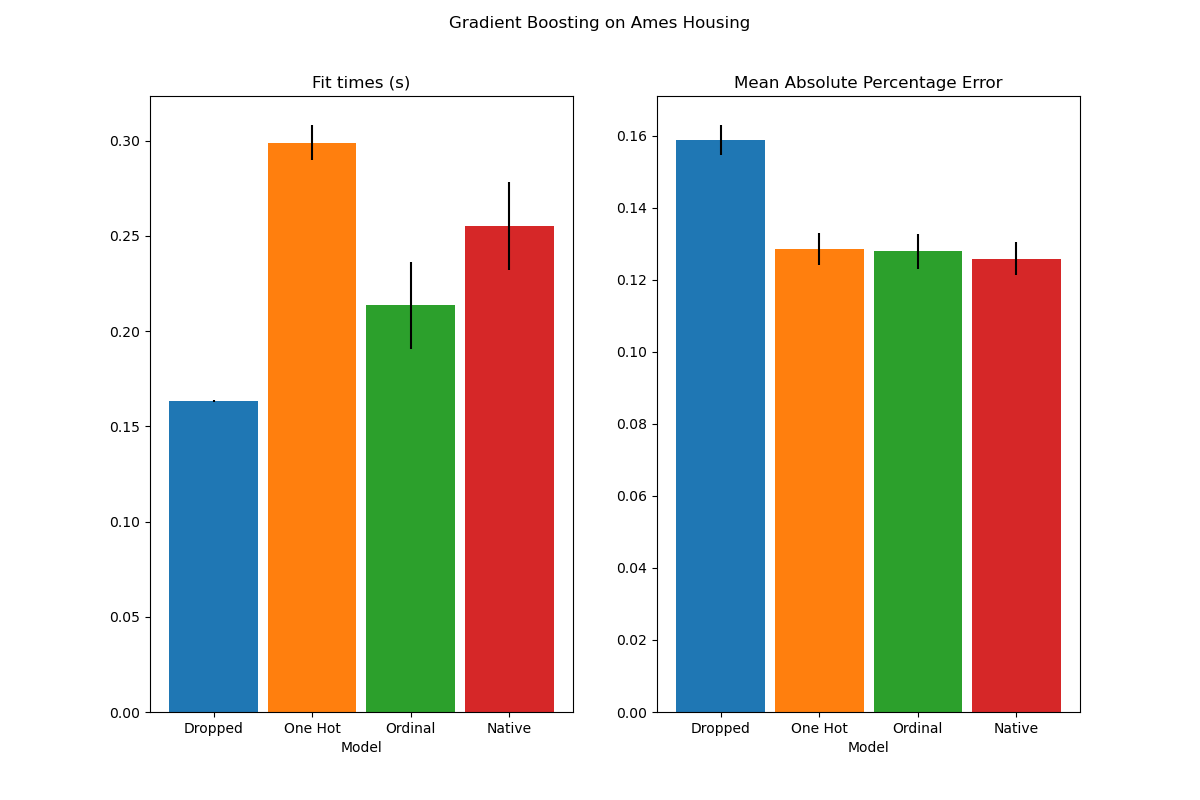 Gradient Boosting on Ames Housing
Fit times (s)
0.30
0.25
0.20
0.15
0.10
0.05
0.00
Dropped One Hot Ordinal Native
Model
Mean Absolute Percentage Error
0.16
0.14
0.12
0.10
0.08
0.06
0.04
0.02
0.00
Dropped One Hot Ordinal Native
Model